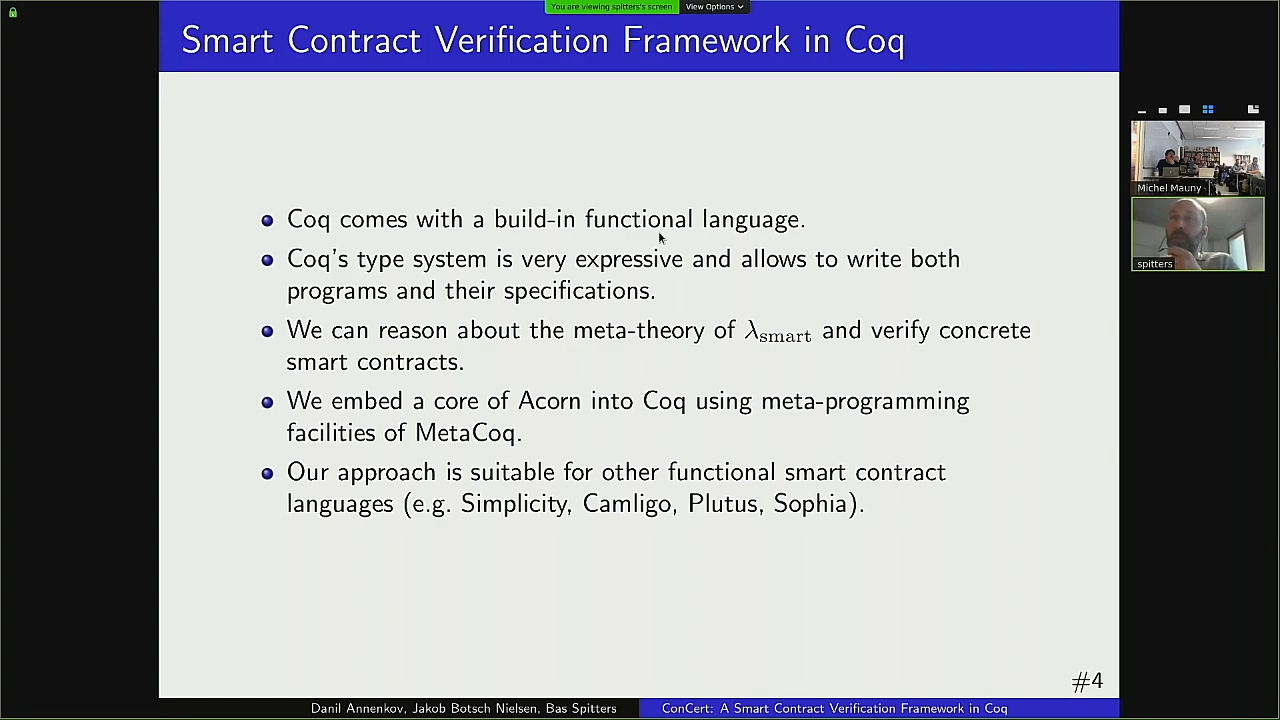 You are viewing spitters's screen
View Options
Smart Contract Verification Framework in Coq
Coq comes with a build-in functional language.
Coq's type system is very expressive and allows to write both
programs and their specifications.
We can reason about the meta-theory of λsmart and verify concrete
smart contracts.
We embed a core of Acorn into Coq using meta-programming
facilities of MetaCoq.
Our approach is suitable for other functional smart contract
languages (e.g. Simplicity, Camligo, Plutus, Sophia).
#4
Danil Annenkov, Jakob Botsch Nielsen, Bas Spitters
ConCert: A Smart Contract Verification Framework in Coq
Michel Mauny
spitters